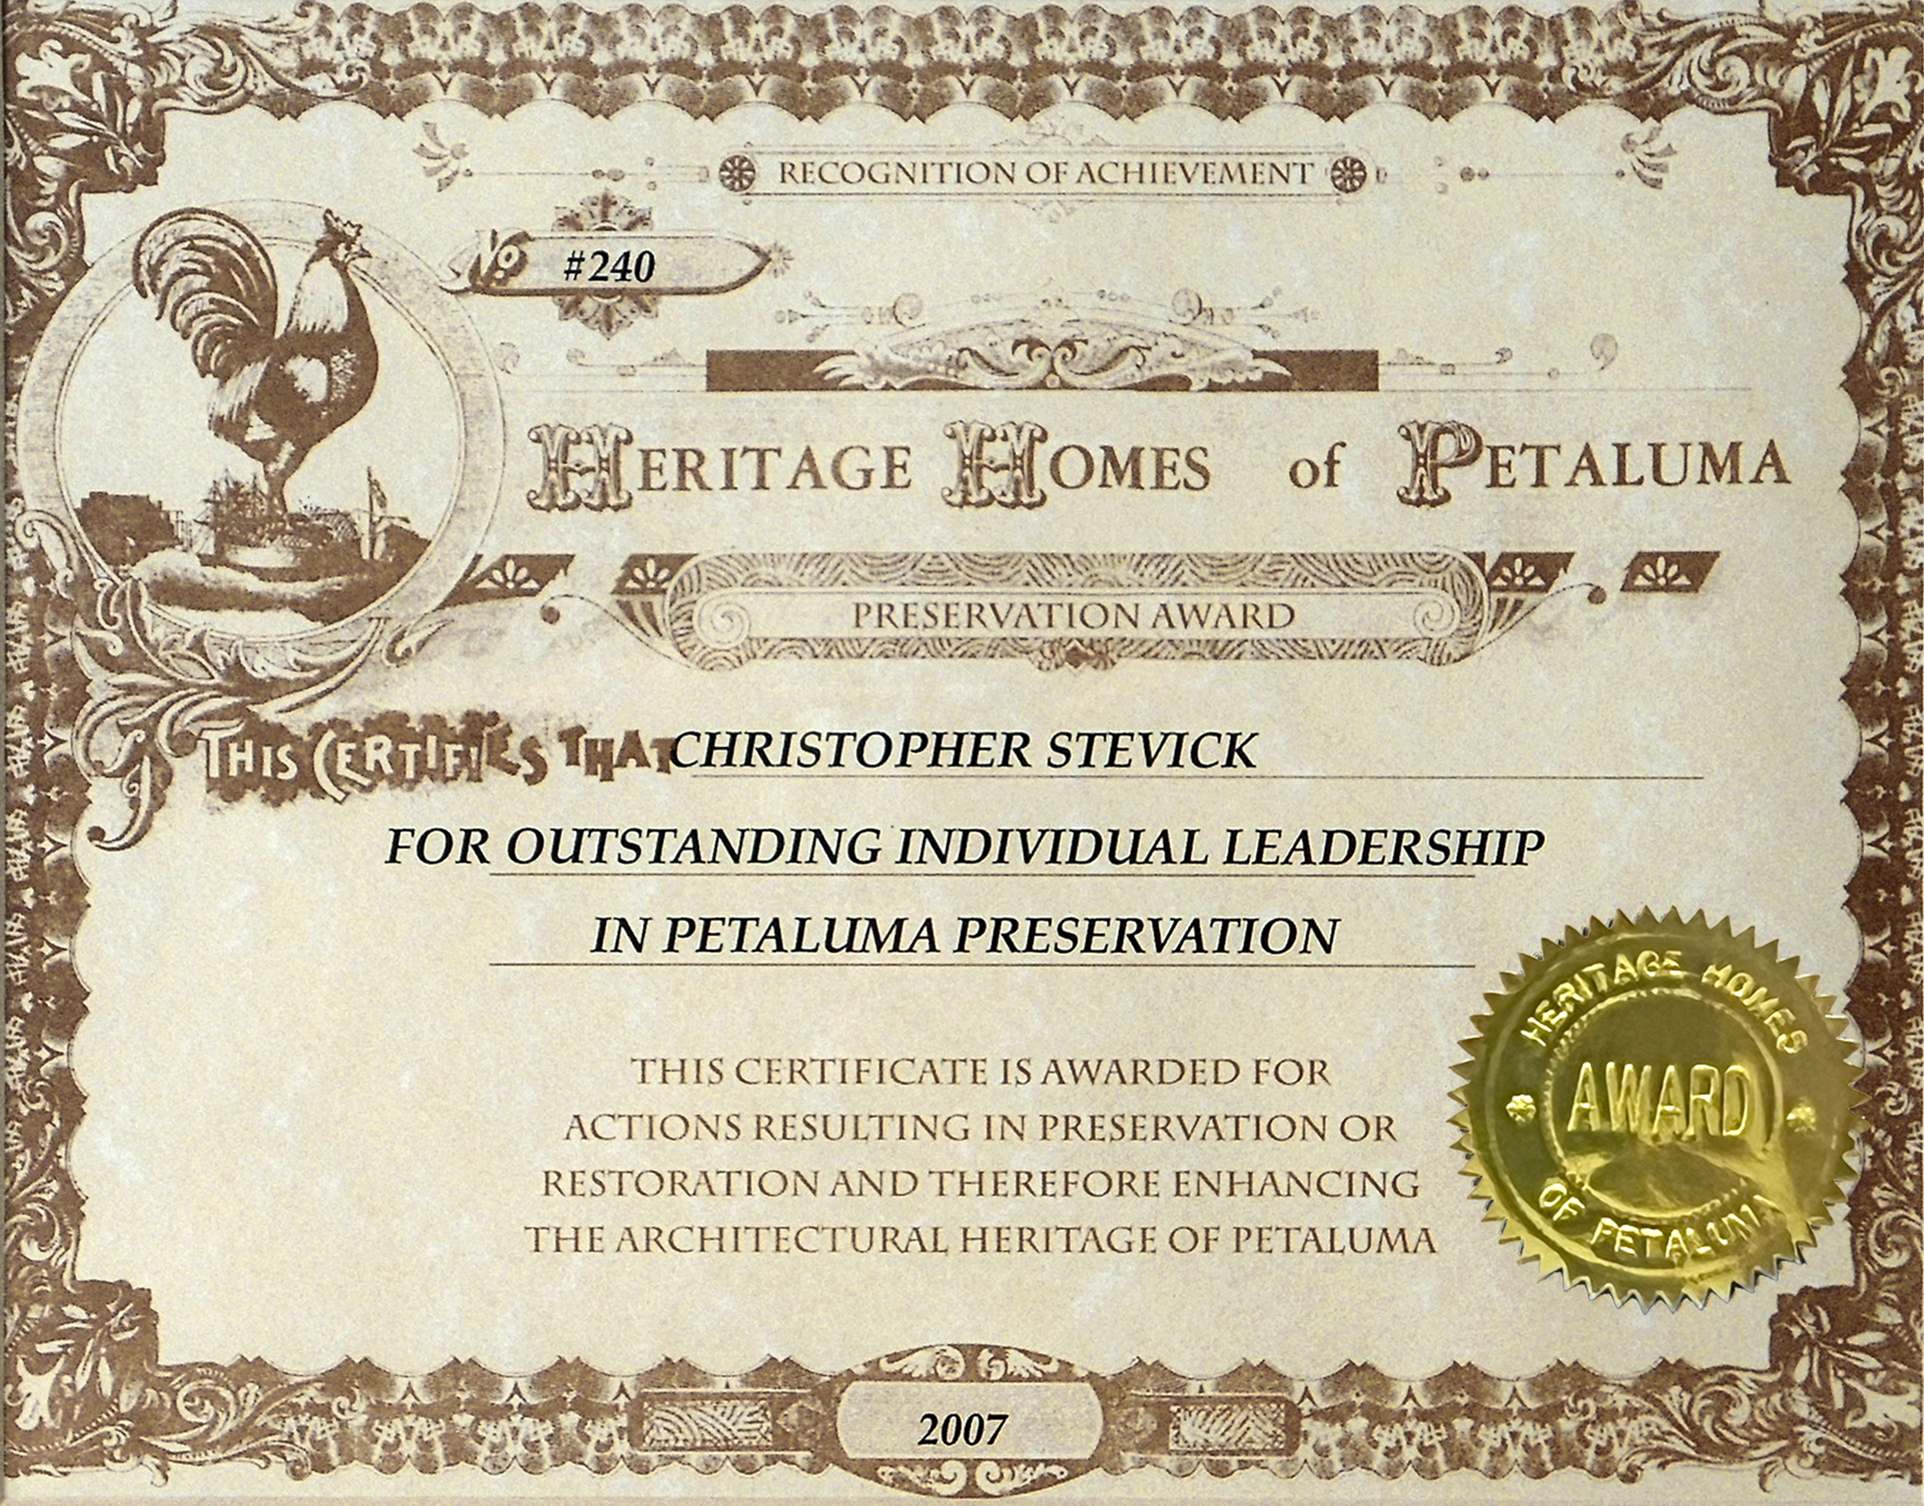 RECOGNITION OF ACHIEVEMENT
No #240
HERITAGE HOMES of PETALUMA
PRESERVATION AWARD
THIS CERTIFIES THAT CHRISTOPHER STEVICK
FOR OUTSTANDING INDIVIDUAL LEADERSHIP
IN PETALUMA PRESERVATION
THIS CERTIFICATE IS AWARDED FOR
ACTIONS RESULTING IN PRESERVATION OR
RESTORATION AND THEREFORE ENHANCING
THE ARCHITECTURAL HERITAGE OF PETALUMA
HERITAGE HOMES
AWARD
OF PETALUMA
2007